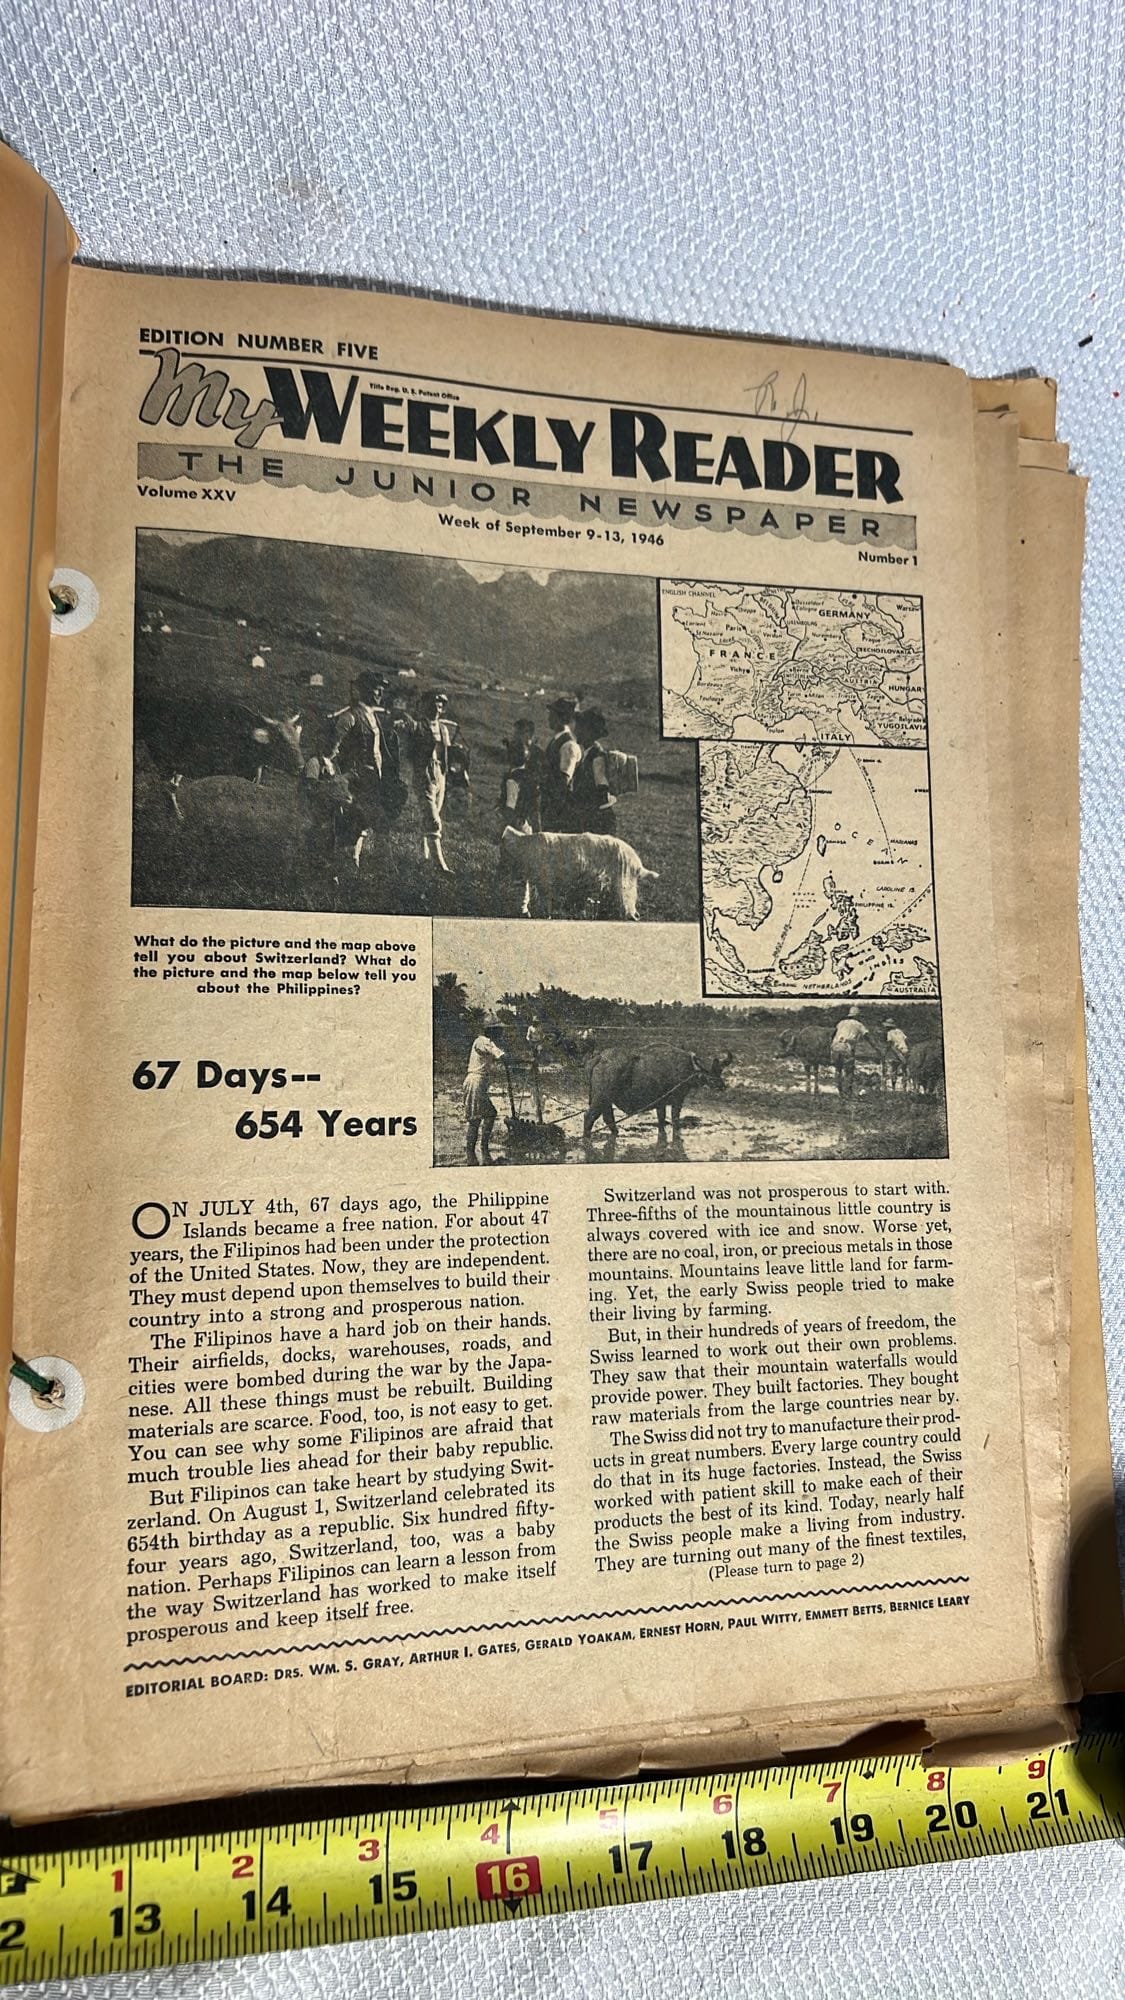 EDITION NUMBER FIVE
My WEEKLY READER
Title Reg. U. S. Patent Office
THE JUNIOR NEWSPAPER
Volume XXV
Week of September 9-13, 1946
Number 1
ENGLISH CHANNEL
GERMANY
Warsaw
Paris
Prague
FRANCE
CZECHOSLOVAKIA
Vichy
AUSTRIA
HUNGAR
Bordeaux
Toulouse
Belgrade
YUGOSLAVIA
Toulon
ITALY
OCE
MARIANAS
GUAM
CAROLINE IS.
PHILIPPINE IS.
INDIES
NETHERLANDS
AUSTRALIA
What do the picture and the map above
tell you about Switzerland? What do
the picture and the map below tell you
about the Philippines?
67 Days--
654 Years
ON JULY 4th, 67 days ago, the Philippine
Islands became a free nation. For about 47
years, the Filipinos had been under the protection
of the United States. Now, they are independent.
They must depend upon themselves to build their
country into a strong and prosperous nation.
The Filipinos have a hard job on their hands.
Their airfields, docks, warehouses, roads, and
cities were bombed during the war by the Japa-
nese. All these things must be rebuilt. Building
materials are scarce. Food, too, is not easy to get.
You can see why some Filipinos are afraid that
much trouble lies ahead for their baby republic.
But Filipinos can take heart by studying Swit-
zerland. On August 1, Switzerland celebrated its
654th birthday as a republic. Six hundred fifty-
four years ago, Switzerland, too, was a baby
nation. Perhaps Filipinos can learn a lesson from
the way Switzerland has worked to make itself
prosperous and keep itself free.
Switzerland was not prosperous to start with.
Three-fifths of the mountainous little country is
always covered with ice and snow. Worse yet,
there are no coal, iron, or precious metals in those
mountains. Mountains leave little land for farm-
ing. Yet, the early Swiss people tried to make
their living by farming.
But, in their hundreds of years of freedom, the
Swiss learned to work out their own problems.
They saw that their mountain waterfalls would
provide power. They built factories. They bought
raw materials from the large countries near by.
The Swiss did not try to manufacture their prod-
ucts in great numbers. Every large country could
do that in its huge factories. Instead, the Swiss
worked with patient skill to make each of their
products the best of its kind. Today, nearly half
the Swiss people make a living from industry.
They are turning out many of the finest textiles,
(Please turn to page 2)
EDITORIAL BOARD: DRS. WM. S. GRAY, ARTHUR I. GATES, GERALD YOAKAM, ERNEST HORN, PAUL WITTY, EMMETT BETTS, BERNICE LEARY
F 1 2 3 4 5 6 7 8 9
2 13 14 15 16 17 18 19 20 21